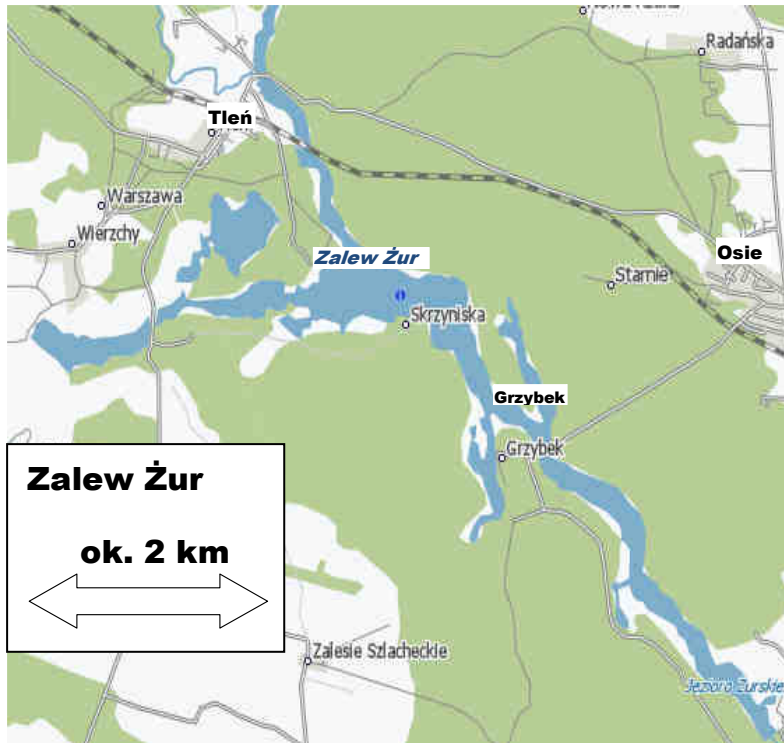 Radańska
Tleń
Warszawa
Wierzchy
Zalew Żur
Osie
Starnie
Skrzyniska
Grzybek
Grzybek
Zalew Żur
ok. 2 km
Zalesie Szlacheckie
Jezioro Żurskie